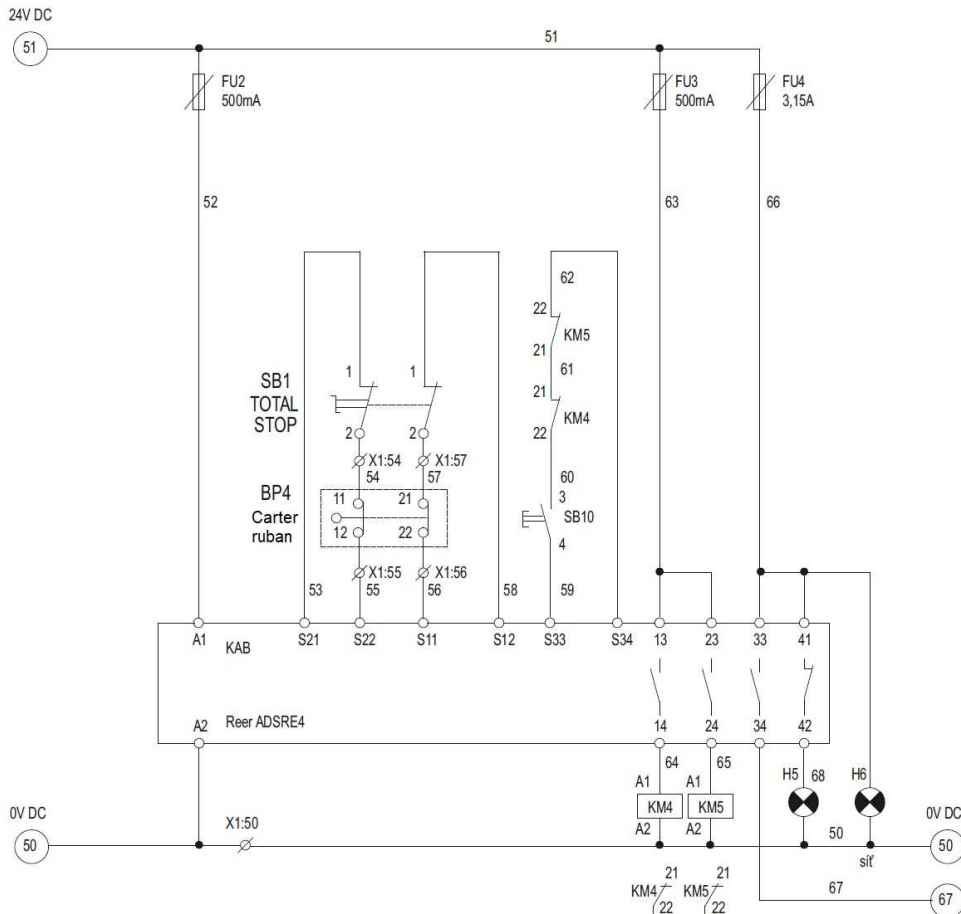 24V DC
51
51
FU2
500mA
FU3
500mA
FU4
3,15A
52
63
66
62
22
KM5
21
61
1
1
SB1
TOTAL
STOP
21
KM4
22
2
2
X1:54
X1:57
54
57
60
BP4
Carter
ruban
11
21
3
SB10
12
22
4
X1:55
X1:56
53
55
56
58
59
A1
KAB
S21
S22
S11
S12
S33
S34
13
23
33
41
A2
Reer ADSRE4
14
24
34
42
64
65
H5
68
H6
A1
A1
KM4
KM5
A2
A2
0V DC
X1:50
0V DC
50
50
50
síť
21
21
KM4
KM5
22
22
67
67